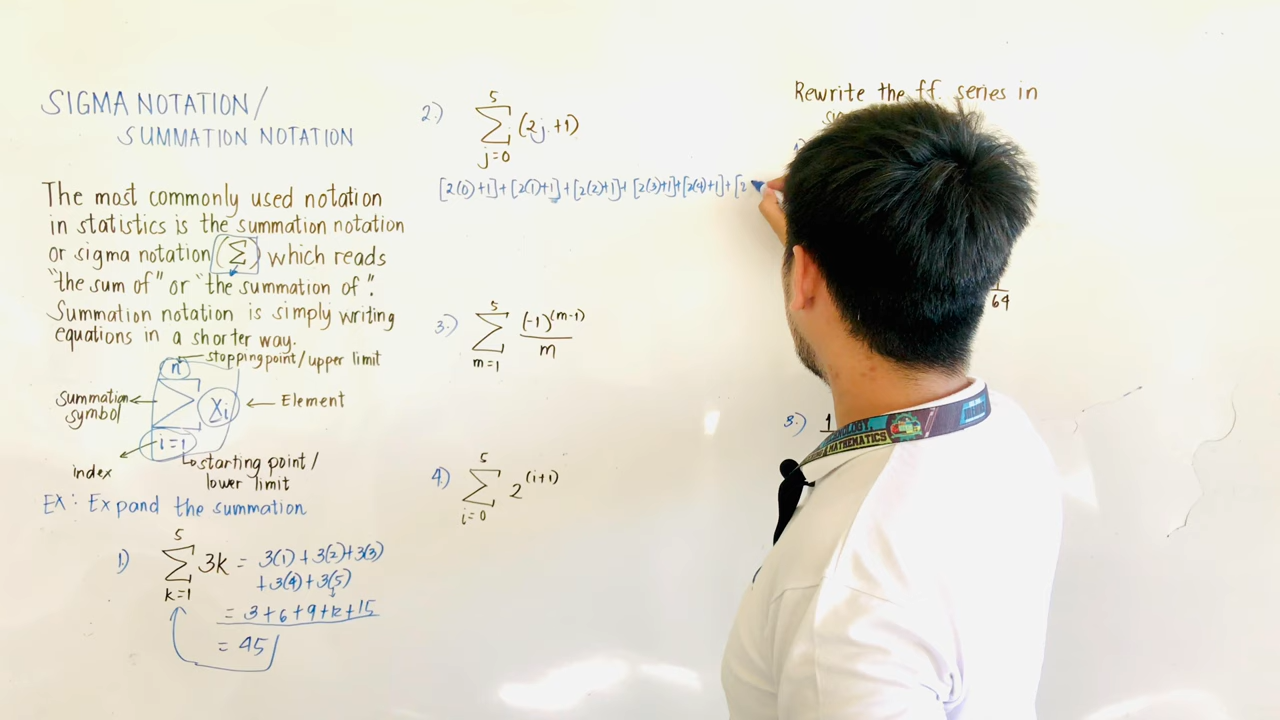 SIGMA NOTATION/
SUMMATION NOTATION
The most commonly used notation
in statistics is the summation notation
or sigma notation (Σ) which reads
"the sum of" or "the summation of".
Summation notation is simply writing
equations in a shorter way.
n
stopping point/upper limit
Summation
symbol
Σ
Xi
Element
i=1
index
starting point/
lower limit
Ex: Expand the summation
1.)
5
Σ 3k = 3(1)+3(2)+3(3)
k=1
+3(4)+3(5)
= 3+6+9+12+15
= 45
2.)
5
Σ (2j+1)
j=0
[2(0)+1]+[2(1)+1]+[2(2)+1]+[2(3)+1]+[2(4)+1]+[2
3.)
5
Σ (-1)^(m-1)
m
m=1
4.)
5
Σ 2^(i+1)
i=0
Rewrite the ff. series in
1
64
3.) 1
MATHEMATICS